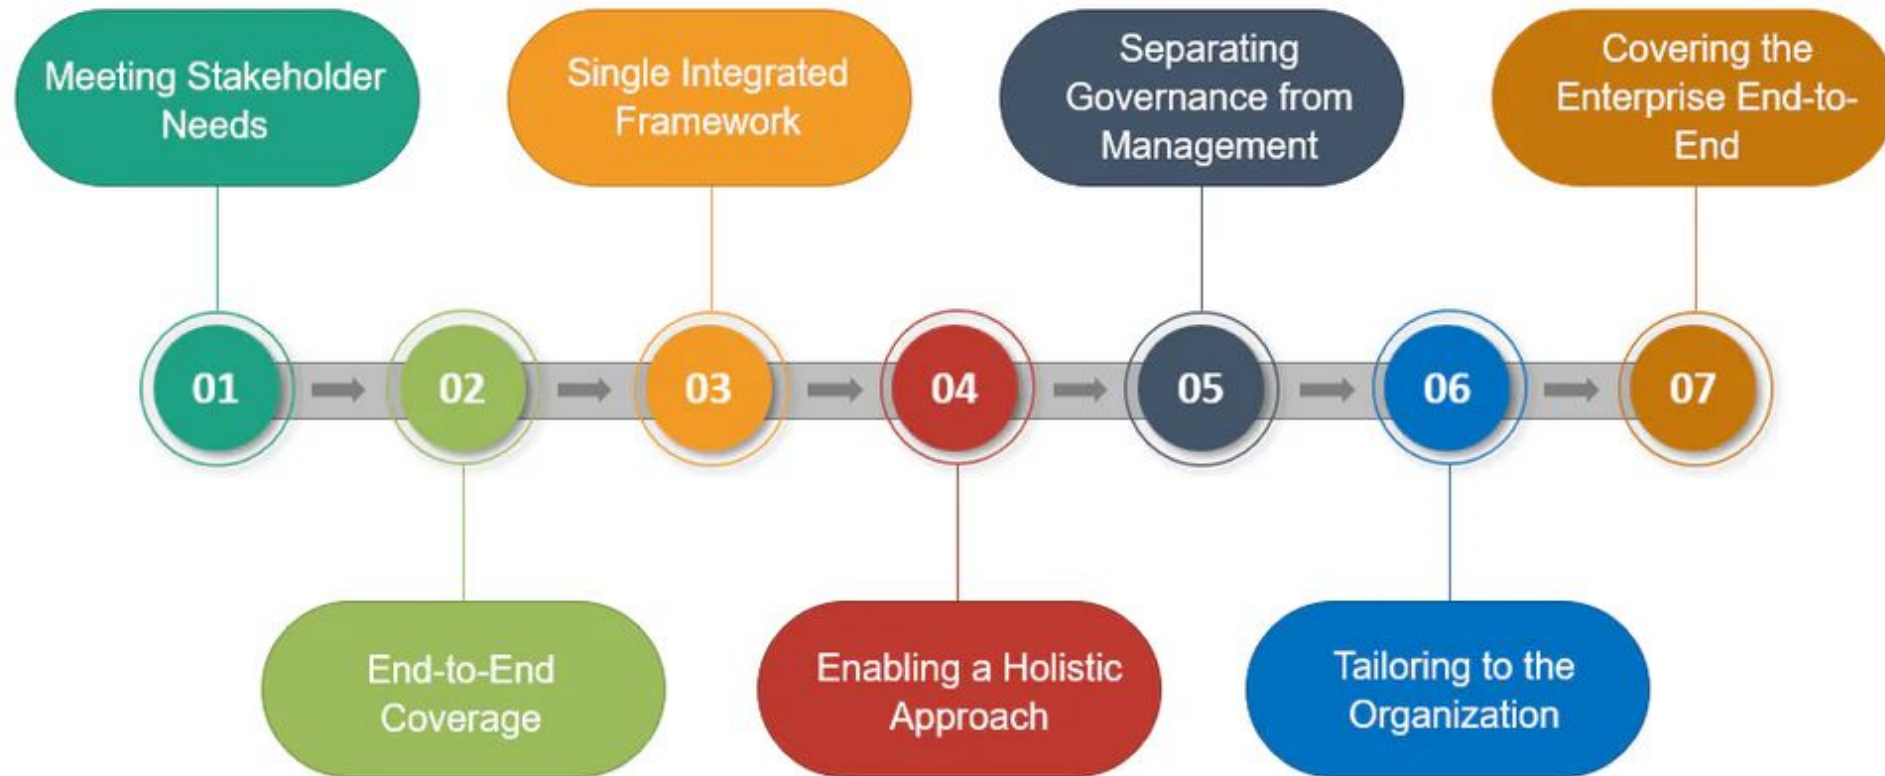 Meeting Stakeholder
Needs
Single Integrated
Framework
Separating
Governance from
Management
Covering the
Enterprise End-to-
End
01
02
03
04
05
06
07
End-to-End
Coverage
Enabling a Holistic
Approach
Tailoring to the
Organization